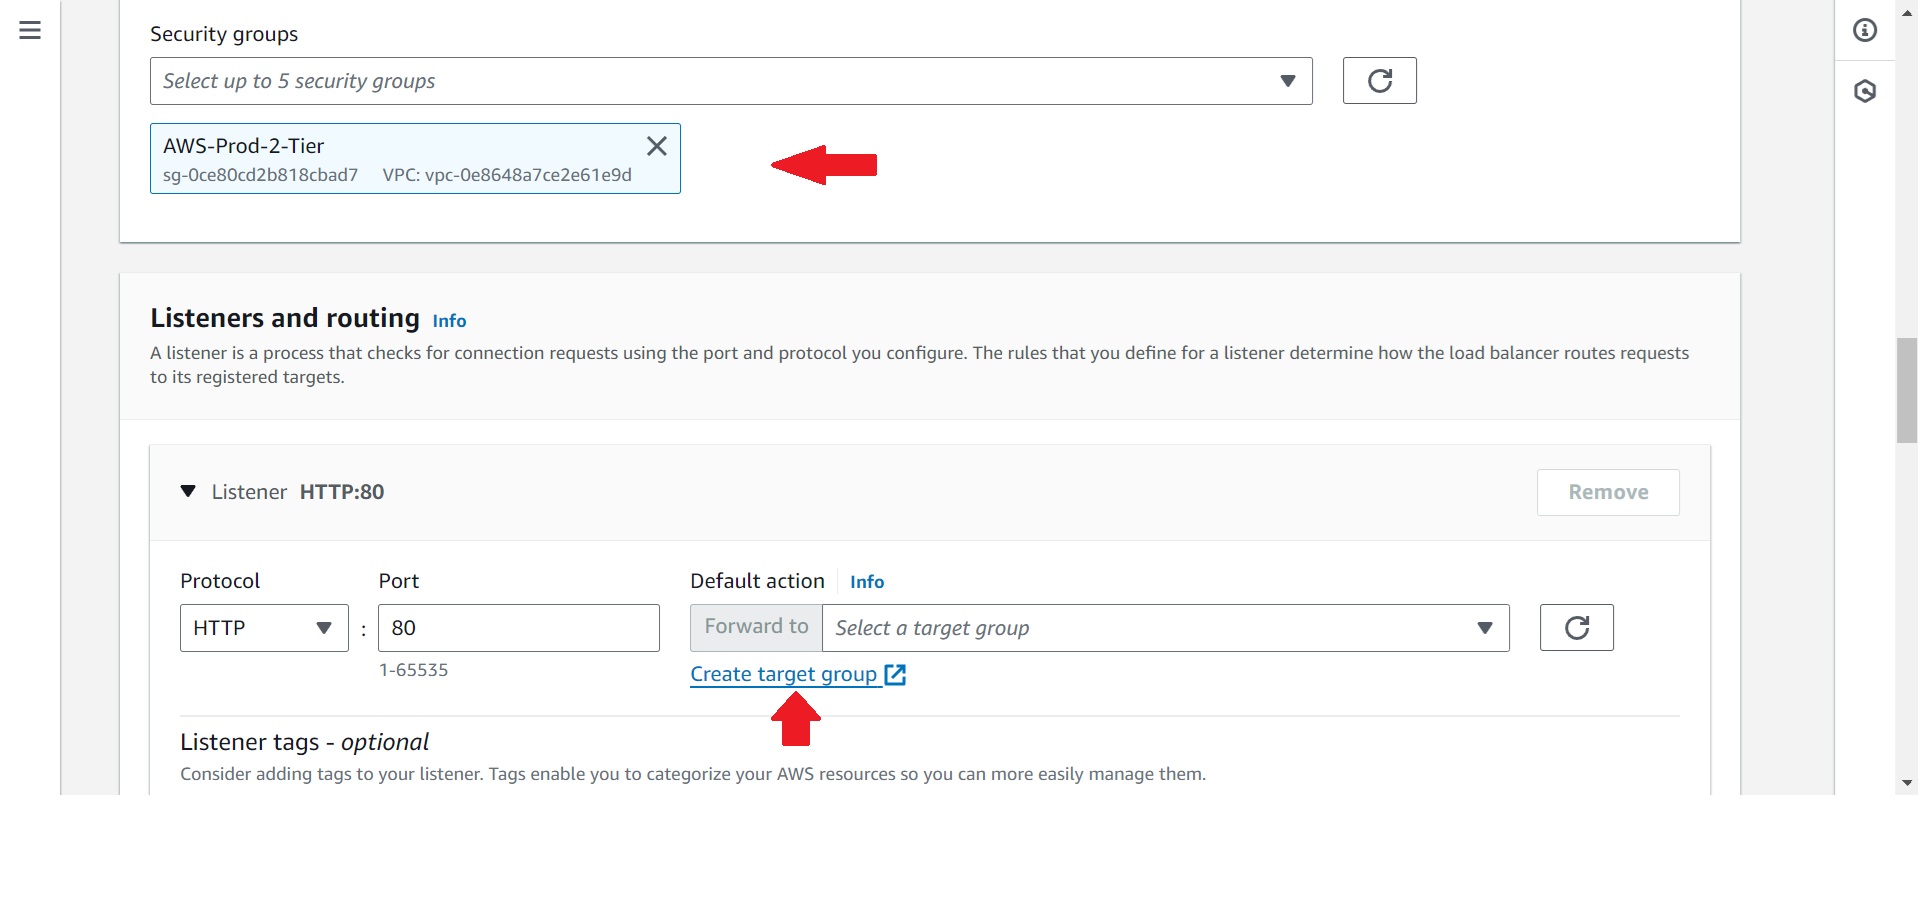 Security groups
Select up to 5 security groups
AWS-Prod-2-Tier
sg-0ce80cd2b818cbad7 VPC: vpc-0e8648a7ce2e61e9d
Listeners and routing Info
A listener is a process that checks for connection requests using the port and protocol you configure. The rules that you define for a listener determine how the load balancer routes requests
to its registered targets.
Listener HTTP:80 Remove
Protocol Port Default action Info
HTTP : 80 Forward to Select a target group
1-65535 Create target group
Listener tags - optional
Consider adding tags to your listener. Tags enable you to categorize your AWS resources so you can more easily manage them.